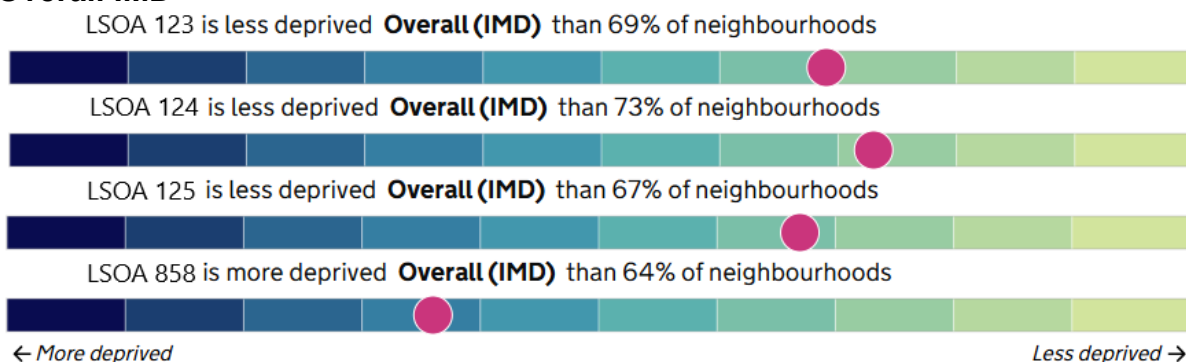 LSOA 123 is less deprived Overall (IMD) than 69% of neighbourhoods
LSOA 124 is less deprived Overall (IMD) than 73% of neighbourhoods
LSOA 125 is less deprived Overall (IMD) than 67% of neighbourhoods
LSOA 858 is more deprived Overall (IMD) than 64% of neighbourhoods
← More deprived Less deprived →